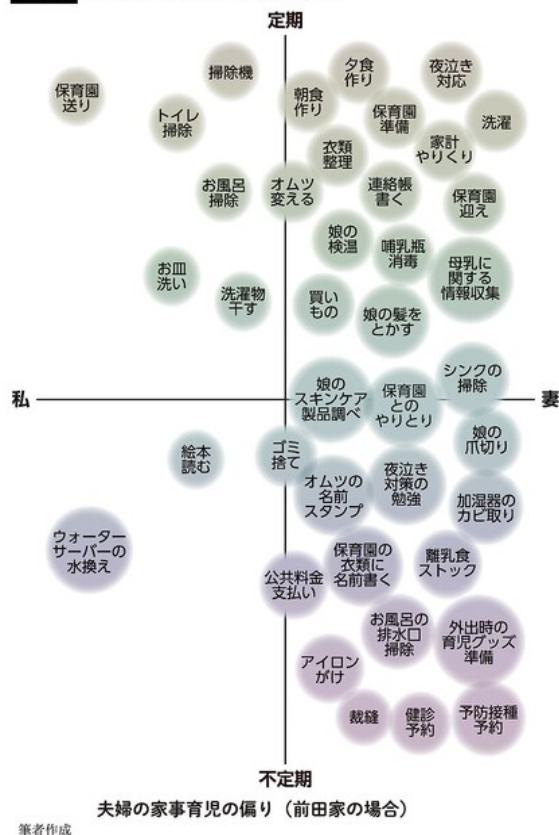 定期
保育園
送り
掃除機
トイレ
掃除
朝食
作り
夕食
作り
夜泣き
対応
保育園
準備
洗濯
衣類
整理
家計
やりくり
お風呂
掃除
オムツ
変える
連絡帳
書く
保育園
迎え
娘の
検温
哺乳瓶
消毒
母乳に
関する
情報収集
お皿
洗い
洗濯物
干す
買い
もの
娘の髪を
とかす
私
妻
娘の
スキンケア
製品調べ
保育園
との
やりとり
シンクの
掃除
娘の
爪切り
絵本
読む
ゴミ
捨て
オムツの
名前
スタンプ
夜泣き
対策の
勉強
加湿器の
カビ取り
ウォーター
サーバーの
水換え
公共料金
支払い
保育園の
衣類に
名前書く
離乳食
ストック
お風呂の
排水口
掃除
外出時の
育児グッズ
準備
アイロン
がけ
裁縫
健診
予約
予防接種
予約
不定期
夫婦の家事育児の偏り（前田家の場合）
筆者作成